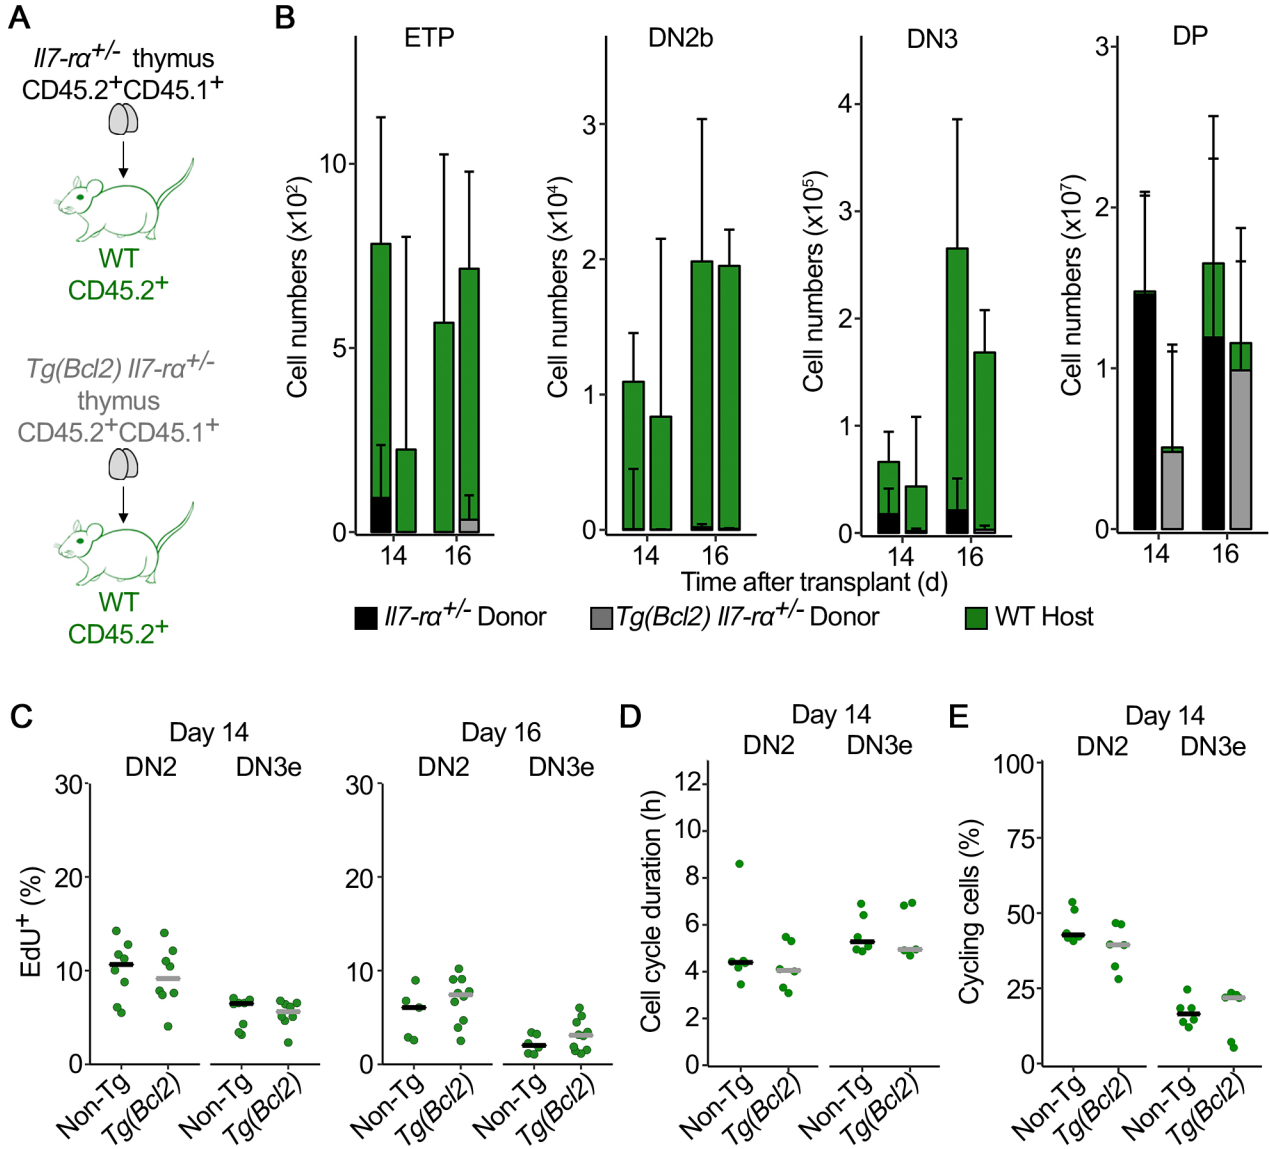 A
Il7-rα+/- thymus
CD45.2+CD45.1+
WT
CD45.2+
Tg(Bcl2) Il7-rα+/-
thymus
CD45.2+CD45.1+
WT
CD45.2+
B
ETP
Cell numbers (x10²)
10
5
0
14
16
DN2b
Cell numbers (x10⁴)
3
2
1
0
14
16
DN3
Cell numbers (x10⁵)
4
3
2
1
0
14
16
DP
Cell numbers (x10⁷)
3
2
1
0
14
16
Time after transplant (d)
Il7-rα+/- Donor
Tg(Bcl2) Il7-rα+/- Donor
WT Host
C
Day 14
DN2
DN3e
EdU+ (%)
30
20
10
0
Non-Tg
Tg(Bcl2)
Non-Tg
Tg(Bcl2)
Day 16
DN2
DN3e
30
20
10
0
Non-Tg
Tg(Bcl2)
Non-Tg
Tg(Bcl2)
D
Day 14
DN2
DN3e
Cell cycle duration (h)
12
10
8
6
4
2
0
Non-Tg
Tg(Bcl2)
Non-Tg
Tg(Bcl2)
E
Day 14
DN2
DN3e
Cycling cells (%)
100
75
50
25
0
Non-Tg
Tg(Bcl2)
Non-Tg
Tg(Bcl2)